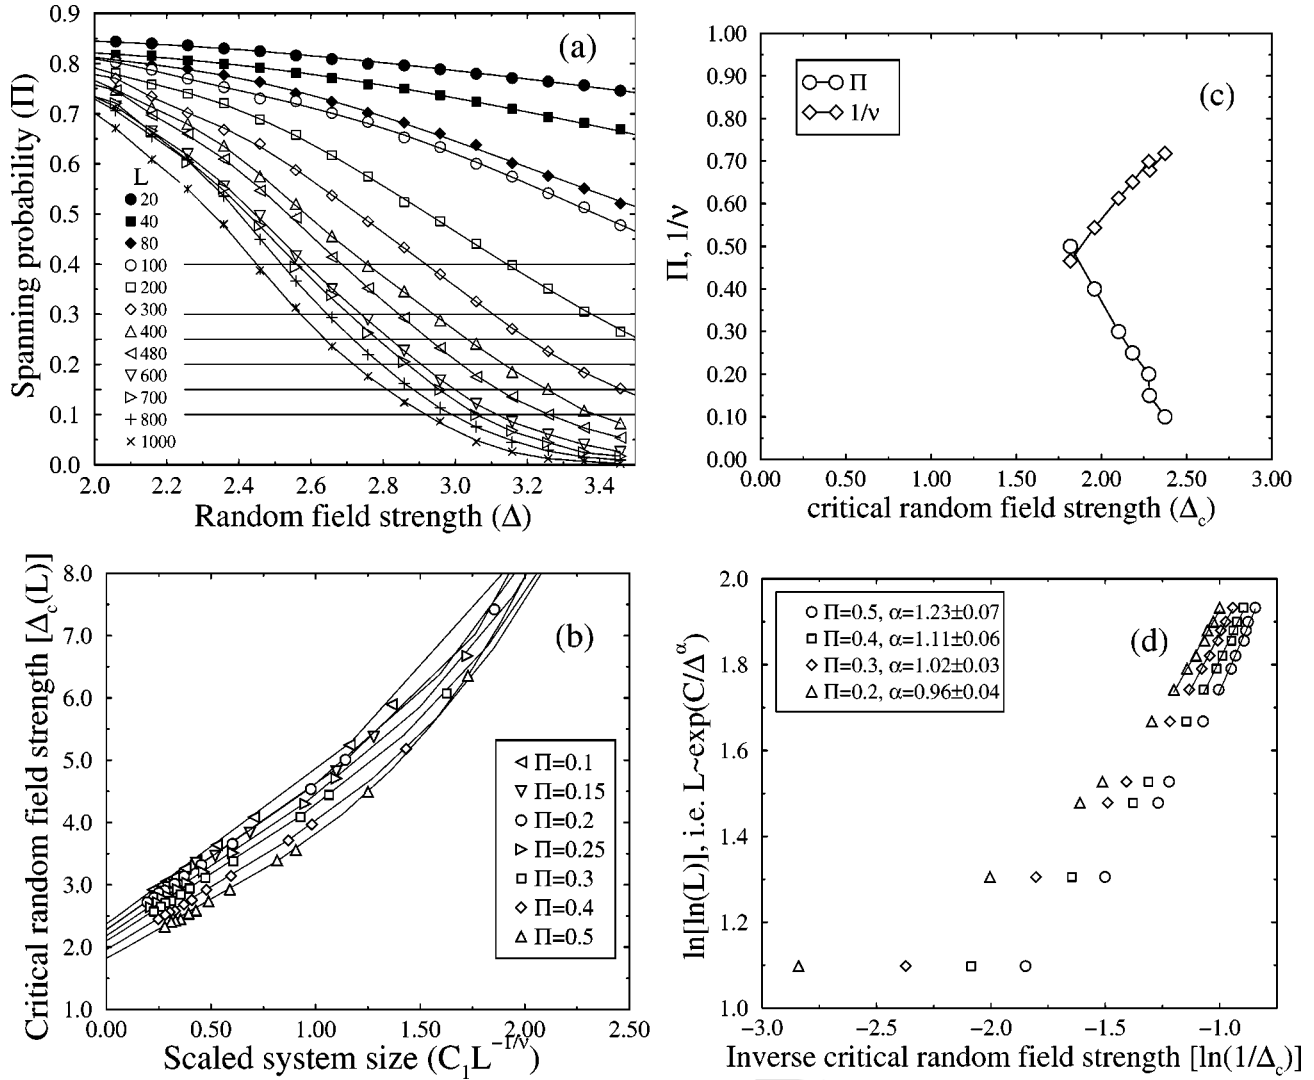 0.9
0.8
0.7
0.6
0.5
0.4
0.3
0.2
0.1
0.0
Spanning probability (Π)
(a)
L
20
40
80
100
200
300
400
480
600
700
800
1000
2.0 2.2 2.4 2.6 2.8 3.0 3.2 3.4
Random field strength (Δ)
1.00
0.90
0.80
0.70
0.60
0.50
0.40
0.30
0.20
0.10
0.00
Π, 1/ν
Π
1/ν
(c)
0.00 0.50 1.00 1.50 2.00 2.50 3.00
critical random field strength (Δc)
8.0
7.0
6.0
5.0
4.0
3.0
2.0
1.0
Critical random field strength [Δc(L)]
(b)
Π=0.1
Π=0.15
Π=0.2
Π=0.25
Π=0.3
Π=0.4
Π=0.5
0.00 0.50 1.00 1.50 2.00 2.50
Scaled system size (C₁L^−1/ν)
2.0
1.8
1.6
1.4
1.2
1.0
ln[ln(L)], i.e. L~exp(C/Δ^α)
Π=0.5, α=1.23±0.07
Π=0.4, α=1.11±0.06
Π=0.3, α=1.02±0.03
Π=0.2, α=0.96±0.04
(d)
−3.0 −2.5 −2.0 −1.5 −1.0
Inverse critical random field strength [ln(1/Δc)]